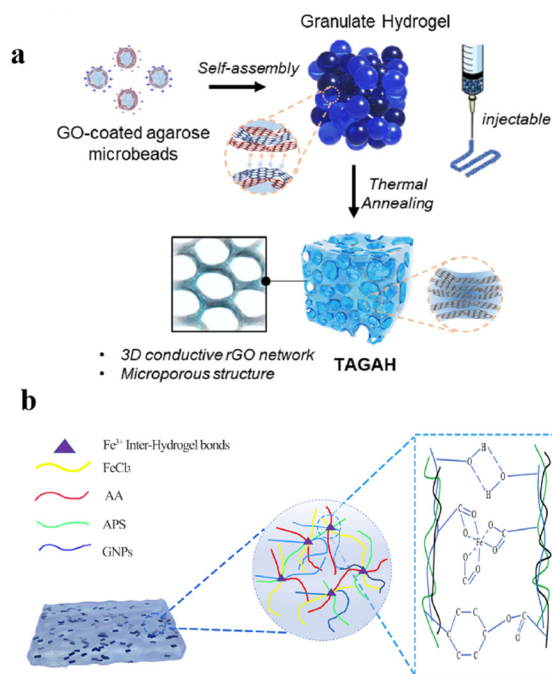 a
Granulate Hydrogel
Self-assembly
GO-coated agarose
microbeads
injectable
Thermal
Annealing
• 3D conductive rGO network
• Microporous structure
TAGAH
b
Fe³⁺ Inter-Hydrogel bonds
FeCl₃
AA
APS
GNPs
H
O
O
H
C
O
O
Fe
O
C
O
O
C
O
C
C
C
C
C
C
O
C
O